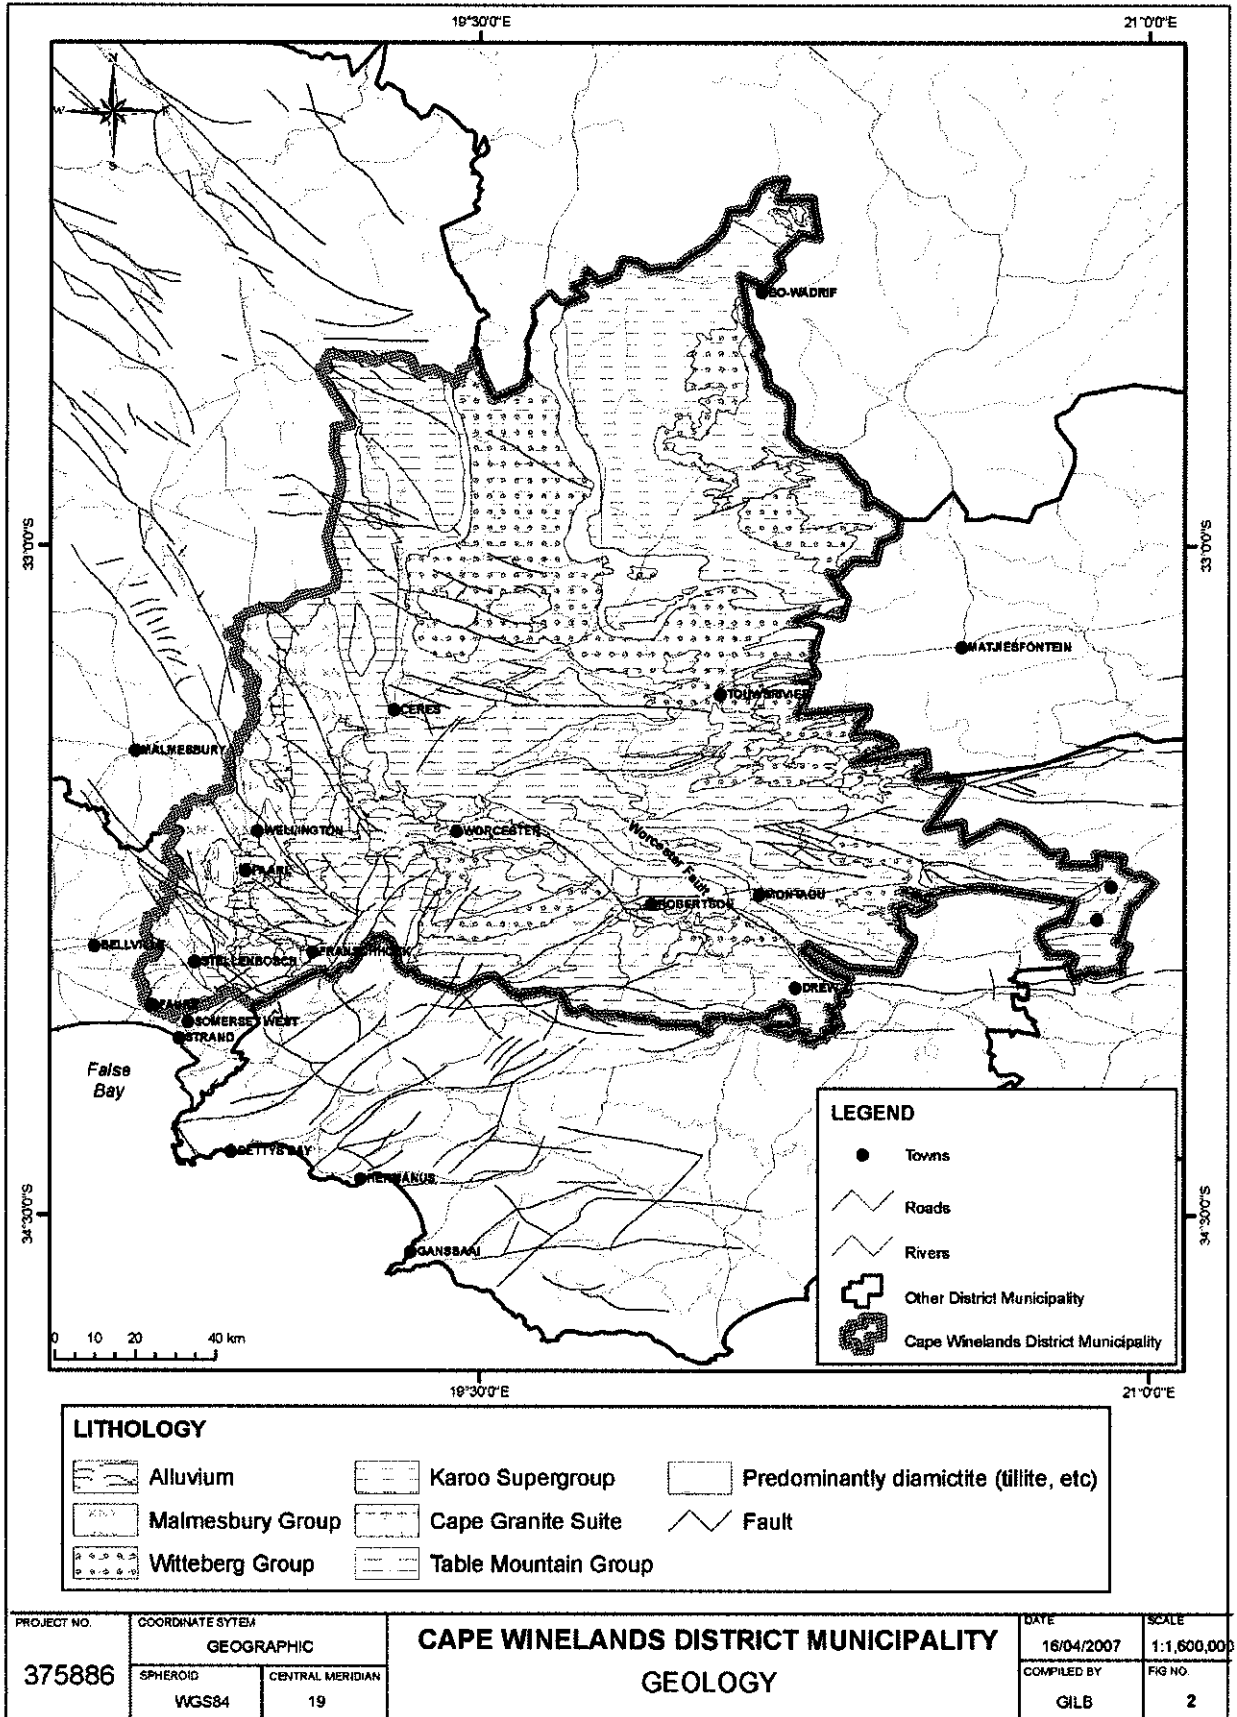 19°30'0"E
21°0'0"E
N
W
E
S
BO-WADRIF
33°0'0"S
33°0'0"S
MATJIESFONTEIN
TOUWSRIVIER
CERES
MALMESBURY
WELLINGTON
WORCESTER
Worcester Fault
PAARL
MONTAGU
ROBERTSON
BELLVILLE
FRANSCHHOEK
STELLENBOSCH
DREW
FAURE
SOMERSET WEST
STRAND
False
Bay
BETTYS BAY
HERMANUS
GANSBAAI
34°30'0"S
34°30'0"S
LEGEND
Towns
Roads
Rivers
Other District Municipality
Cape Winelands District Municipality
0 10 20 40 km
19°30'0"E
21°0'0"E
LITHOLOGY
Alluvium
Karoo Supergroup
Predominantly diamictite (tillite, etc)
Malmesbury Group
Cape Granite Suite
Fault
Witteberg Group
Table Mountain Group
PROJECT NO.
375886
COORDINATE SYTEM
GEOGRAPHIC
SPHEROID
WGS84
CENTRAL MERIDIAN
19
CAPE WINELANDS DISTRICT MUNICIPALITY
GEOLOGY
DATE
16/04/2007
SCALE
1:1,600,000
COMPILED BY
GILB
FIG NO.
2